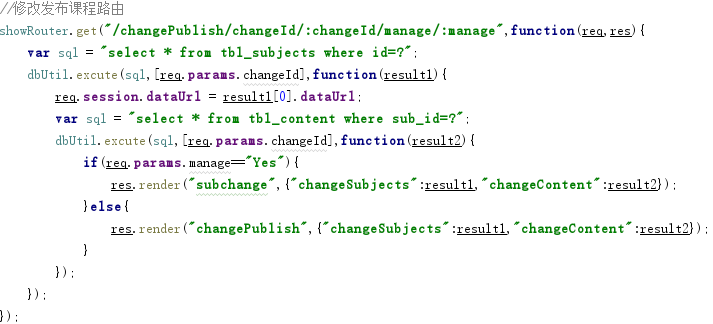 //修改发布课程路由
showRouter.get("/changePublish/changeId/:changeId/manage/:manage",function(req,res){
    var sql = "select * from tbl_subjects where id=?";
    dbUtil.excute(sql,[req.params.changeId],function(result1){
        req.session.dataUrl = result1[0].dataUrl;
        var sql = "select * from tbl_content where sub_id=?";
        dbUtil.excute(sql,[req.params.changeId],function(result2){
            if(req.params.manage=="Yes"){
                res.render("subchange",{"changeSubjects":result1,"changeContent":result2});
            }else{
                res.render("changePublish",{"changeSubjects":result1,"changeContent":result2});
            }
        });
    });
});